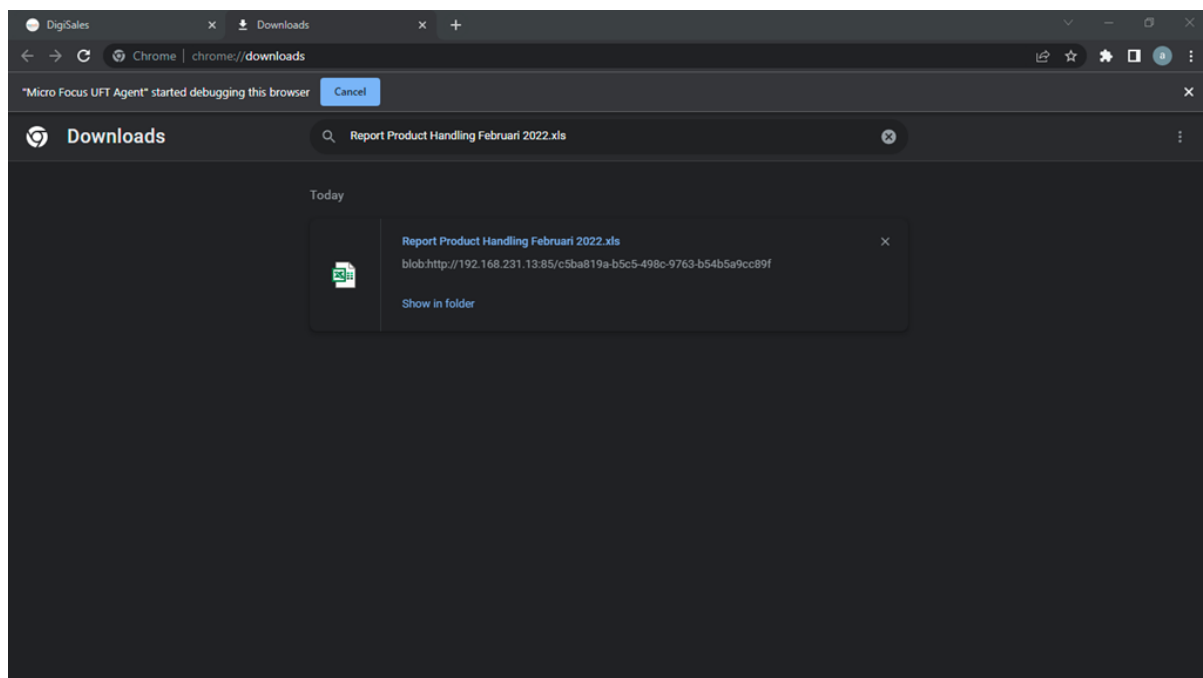 DigiSales
Downloads
Chrome | chrome://downloads
a
"Micro Focus UFT Agent" started debugging this browser
Cancel
Downloads
Report Product Handling Februari 2022.xls
Today
Report Product Handling Februari 2022.xls
blob:http://192.168.231.13:85/c5ba819a-b5c5-498c-9763-b54b5a9cc89f
Show in folder